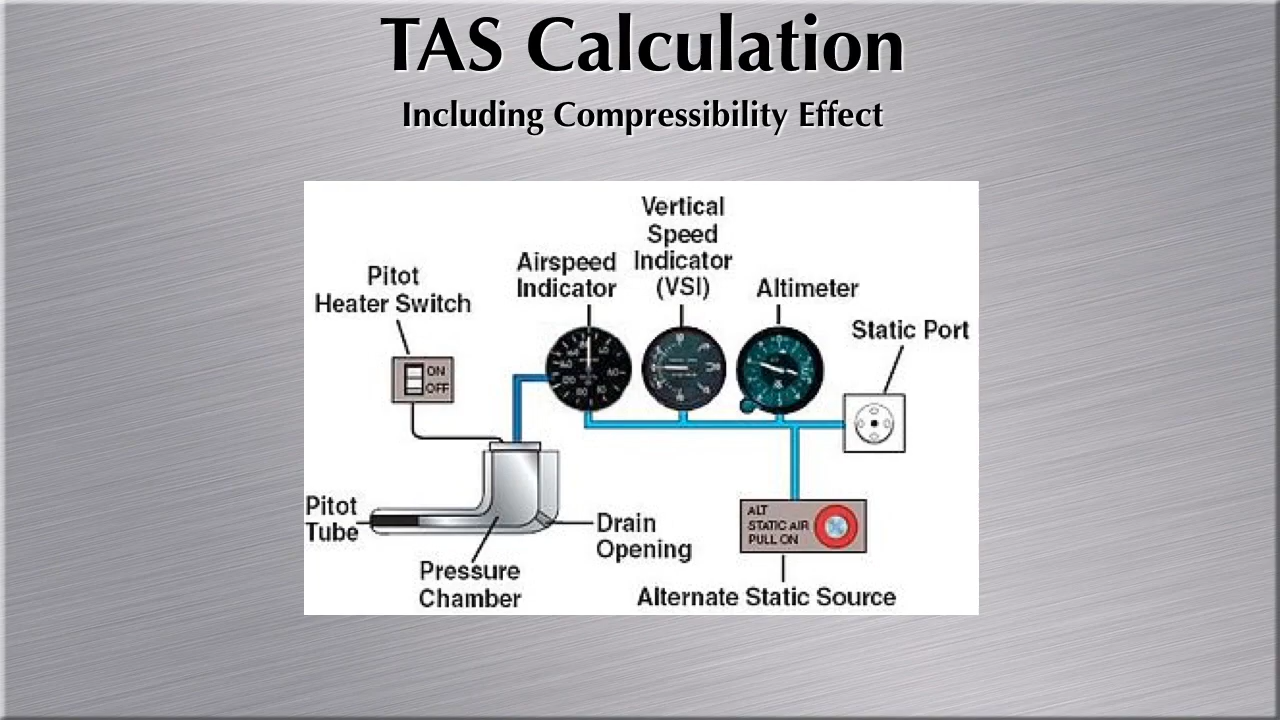 TAS Calculation
Including Compressibility Effect
Vertical
Speed
Indicator
(VSI)
Airspeed
Indicator
Pitot
Heater Switch
Altimeter
Static Port
ON
OFF
Pitot
Tube
Drain
Opening
Pressure
Chamber
ALT
STATIC AIR
PULL ON
Alternate Static Source